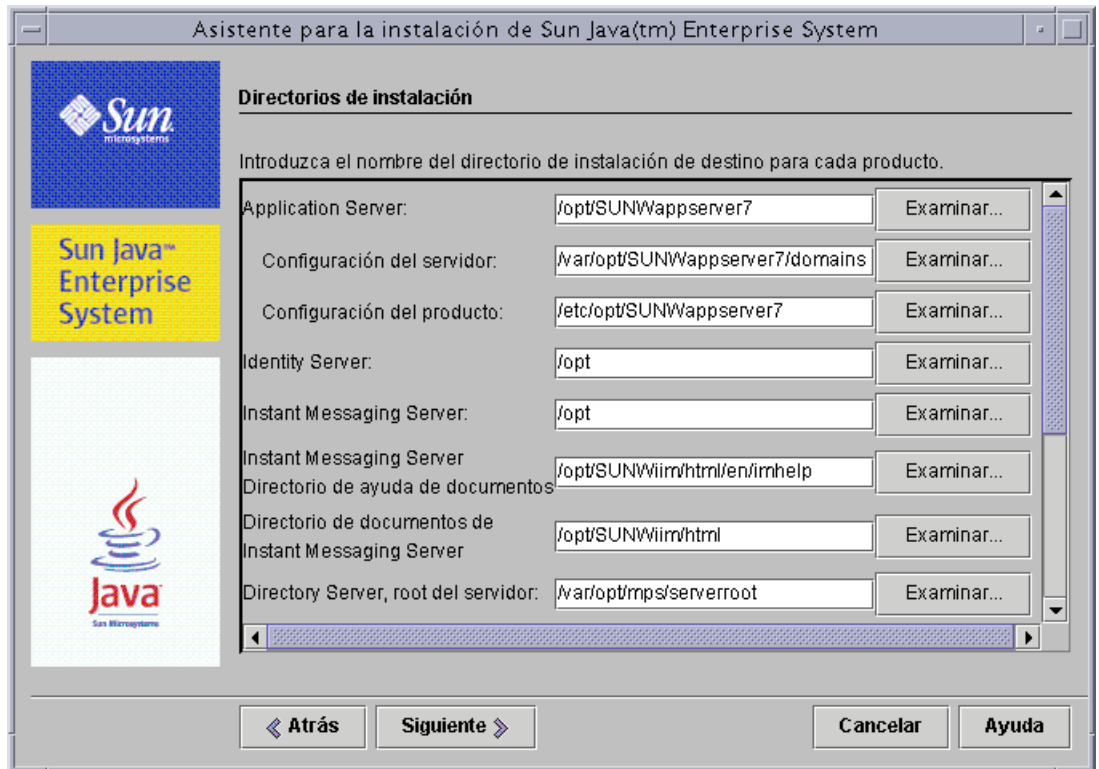 Asistente para la instalación de Sun Java(tm) Enterprise System
Sun
microsystems
Sun Java™
Enterprise
System
Java
Sun Microsystems
Directorios de instalación
Introduzca el nombre del directorio de instalación de destino para cada producto.
Application Server: /opt/SUNWappserver7 Examinar...
Configuración del servidor: /var/opt/SUNWappserver7/domains Examinar...
Configuración del producto: /etc/opt/SUNWappserver7 Examinar...
Identity Server: /opt Examinar...
Instant Messaging Server: /opt Examinar...
Instant Messaging Server
Directorio de ayuda de documentos /opt/SUNWiim/html/en/imhelp Examinar...
Directorio de documentos de
Instant Messaging Server /opt/SUNWiim/html Examinar...
Directory Server, root del servidor: /var/opt/mps/serverroot Examinar...
Atrás Siguiente Cancelar Ayuda